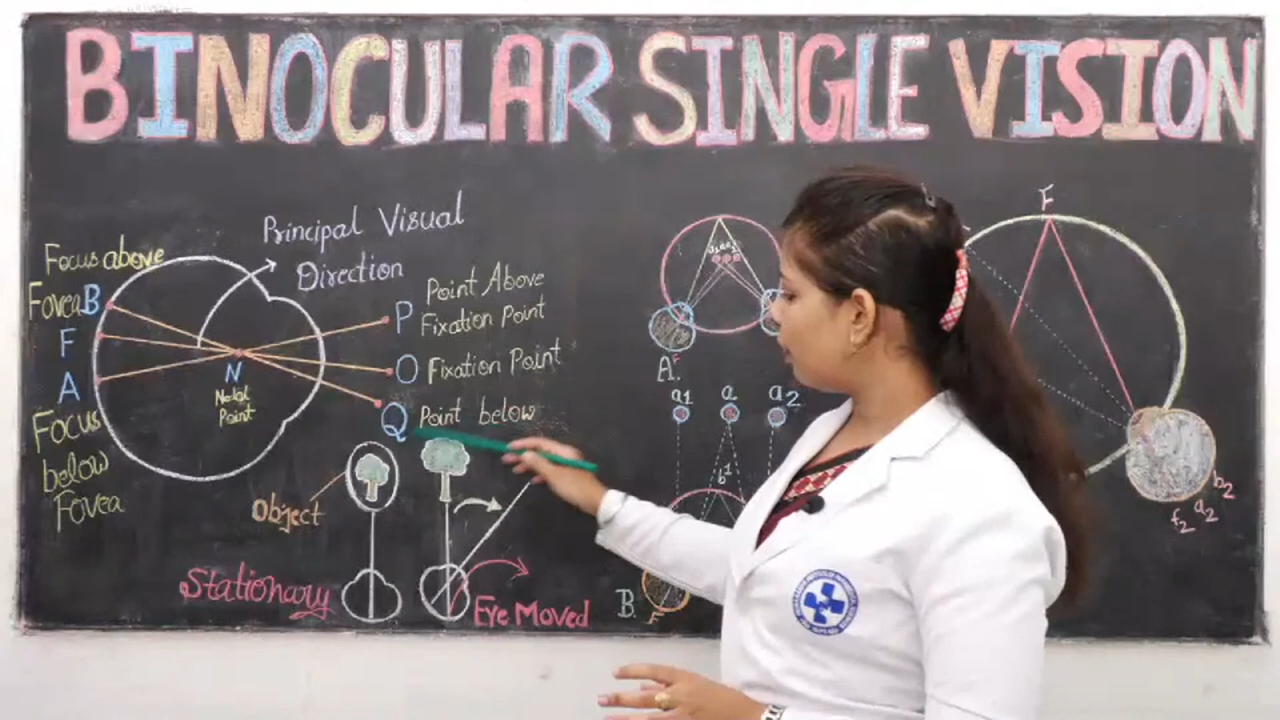 BINOCULAR SINGLE VISION
Principal Visual
Direction
Focus above
Fovea B
F
A
Focus
below
Fovea
N
Nodal
Point
P
Point Above
Fixation Point
O Fixation Point
Q Point below
Object
Stationary
Eye Moved
A.
F
a1 a a2
b1
B.
F
F
f2 a2 b2